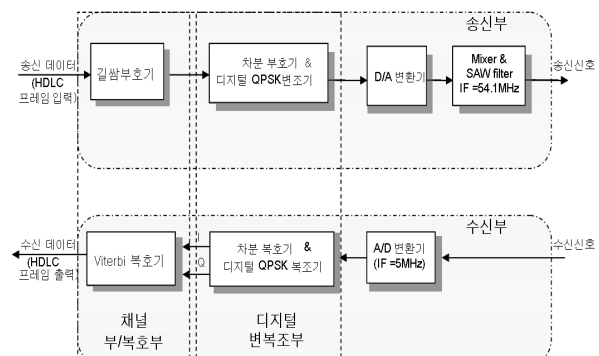 송신부
송신 데이터
(HDLC
프레임 입력)
길쌈부호기
차분 부호기 &
디지털 QPSK변조기
D/A 변환기
Mixer &
SAW filter
IF =54.1MHz
송신신호
수신부
수신 데이터
(HDLC
프레임 출력)
Viterbi 복호기
I
Q
차분 복호기 &
디지털 QPSK 복조기
A/D 변환기
(IF =5MHz)
수신신호
채널
부/복호부
디지털
변복조부